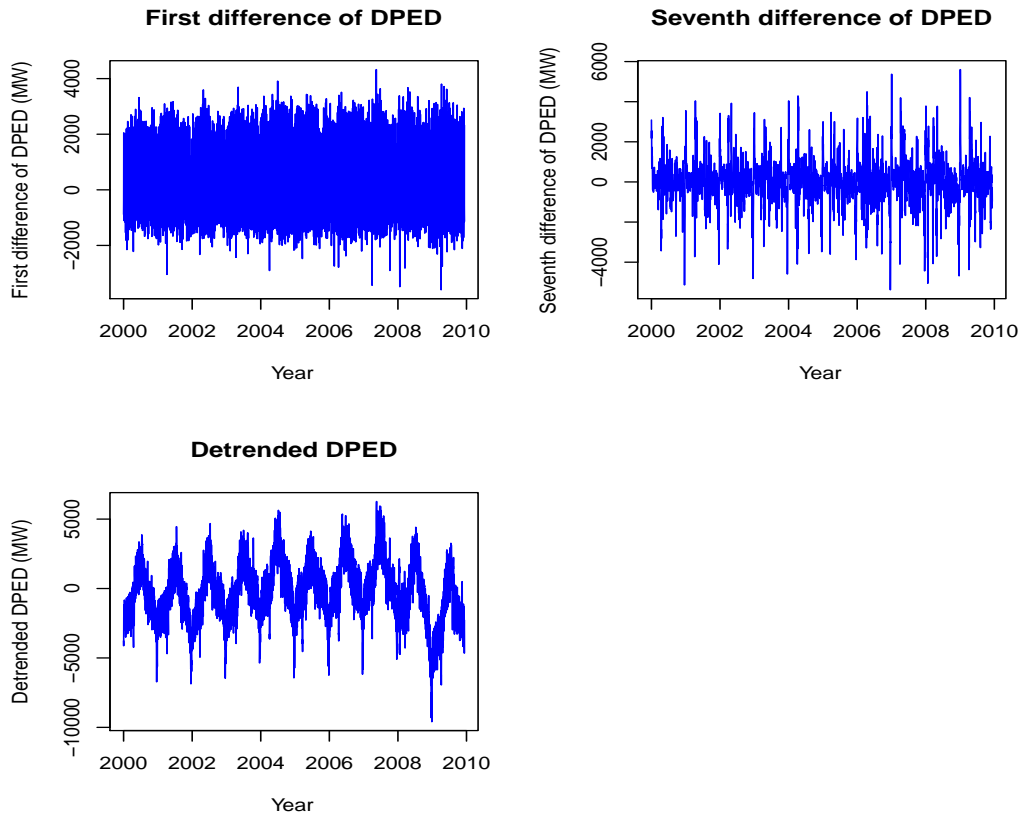 First difference of DPED
First difference of DPED (MW)
4000
2000
0
−2000
2000 2002 2004 2006 2008 2010
Year
Seventh difference of DPED
Seventh difference of DPED (MW)
6000
2000
0
−4000
2000 2002 2004 2006 2008 2010
Year
Detrended DPED
Detrended DPED (MW)
5000
0
−5000
−10000
2000 2002 2004 2006 2008 2010
Year